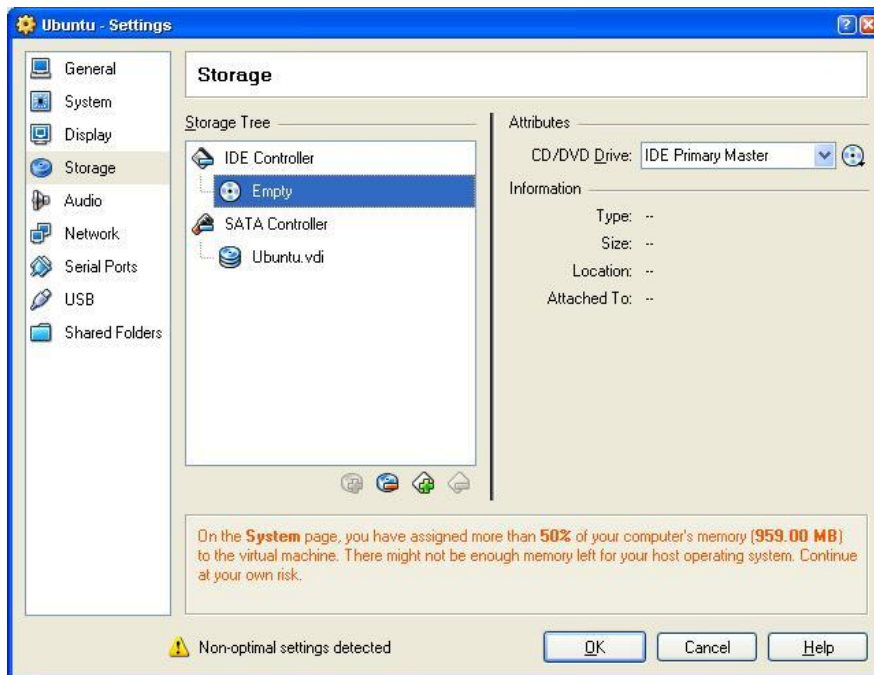 Ubuntu - Settings
General
System
Display
Storage
Audio
Network
Serial Ports
USB
Shared Folders
Storage
Storage Tree
IDE Controller
Empty
SATA Controller
Ubuntu.vdi
Attributes
CD/DVD Drive: IDE Primary Master
Information
Type: --
Size: --
Location: --
Attached To: --
On the System page, you have assigned more than 50% of your computer's memory (959.00 MB)
to the virtual machine. There might not be enough memory left for your host operating system. Continue
at your own risk.
Non-optimal settings detected
OK
Cancel
Help